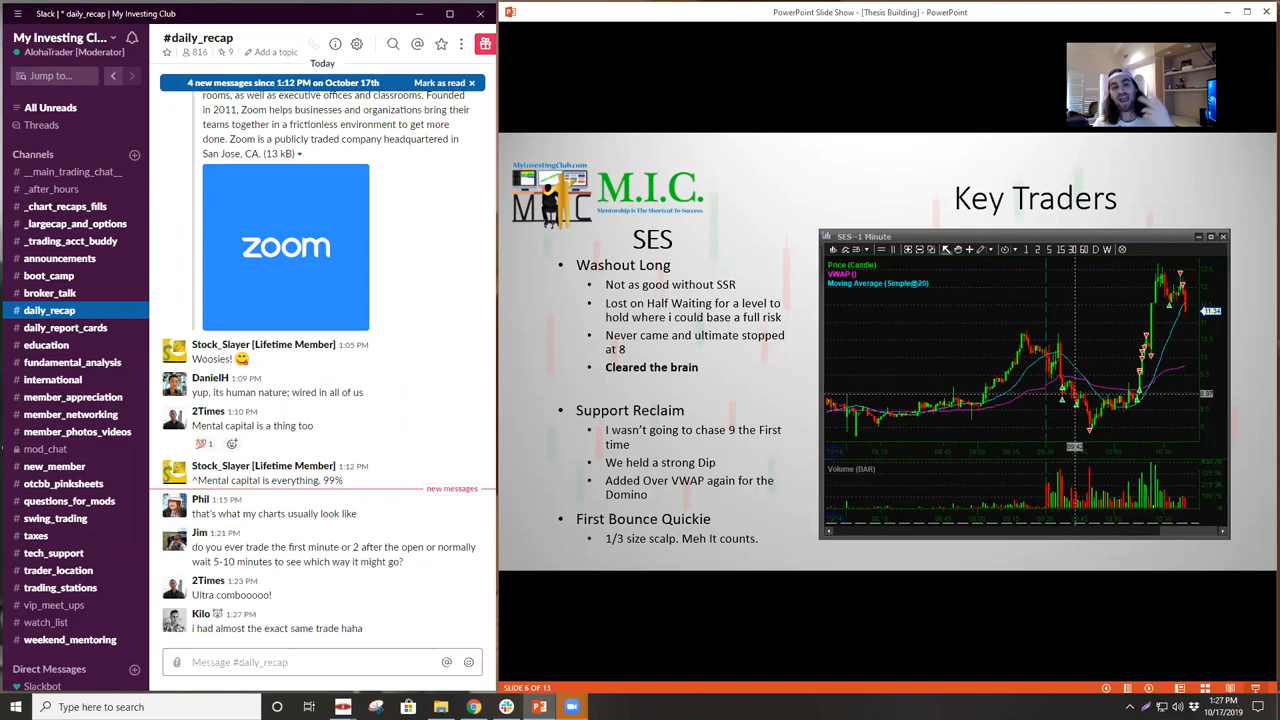 Slack | #daily_recap | My Investing Club
My Investing Clu...
AlohaTrader [Moderator]
Jump to...
All Unreads
Threads
Channels
# __main_trading_chat__
# _after_hours
# _chart_recaps_fills
# _largecap_and_options
# _trading_acct_buddy
# announcements
# boot_camp
# broker_talk
# daily_recap
# daily_report_cards
# education
# fundamental_analysis
# international
# member_appreciation
# member_networking
# member_photos_videos
# mod_chat
# new_member
# otcbb_pinksheets
# questions_for_mods
# swing_trading
# taxes
# tech_support
# trader_location
# trading_stations
# vip_meet_ups
# watch_list
# weekend_mentoring
Direct Messages
Slackbot
#daily_recap
816
9
Add a topic
Today
4 new messages since 1:12 PM on October 17th
Mark as read
rooms, as well as executive offices and classrooms. Founded
in 2011, Zoom helps businesses and organizations bring their
teams together in a frictionless environment to get more
done. Zoom is a publicly traded company headquartered in
San Jose, CA. (13 kB)
zoom
Stock_Slayer [Lifetime Member] 1:05 PM
Woosies!
DanielH 1:09 PM
yup, its human nature; wired in all of us
2Times 1:10 PM
Mental capital is a thing too
💯 1
Stock_Slayer [Lifetime Member] 1:12 PM
^Mental capital is everything. 99%
new messages
Phil 1:15 PM
that's what my charts usually look like
Jim 1:21 PM
do you ever trade the first minute or 2 after the open or normally
wait 5-10 minutes to see which way it might go?
2Times 1:23 PM
Ultra combooooo!
Kilo 1:27 PM
i had almost the exact same trade haha
Message #daily_recap
PowerPoint Slide Show - [Thesis Building] - PowerPoint
MyInvestingClub.com
M.I.C.
Mentorship Is The Shortcut To Success.
Key Traders
SES
• Washout Long
• Not as good without SSR
• Lost on Half Waiting for a level to
hold where i could base a full risk
• Never came and ultimate stopped
at 8
• Cleared the brain
• Support Reclaim
• I wasn't going to chase 9 the First
time
• We held a strong Dip
• Added Over VWAP again for the
Domino
• First Bounce Quickie
• 1/3 size scalp. Meh It counts.
SES--1 Minute
1 2 5 15 30 60 D W
Price (Candle)
VWAP ()
Moving Average (Simple@20)
11.34
Volume (BAR)
SLIDE 6 OF 13
Type here to search
1:27 PM
10/17/2019